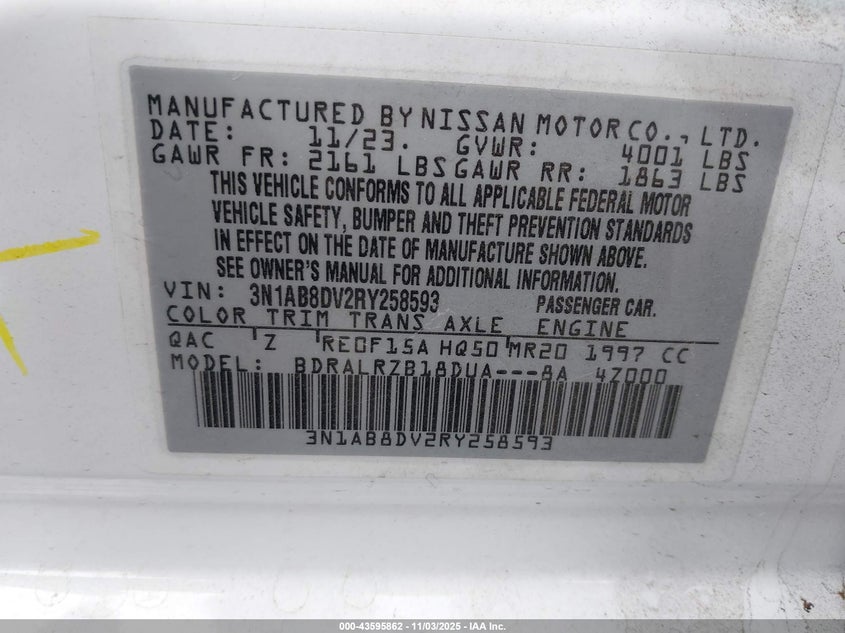 MANUFACTURED BY NISSAN MOTOR CO., LTD.
DATE: 11/23. GVWR: 4001 LBS
GAWR FR: 2161 LBS GAWR RR: 1863 LBS
THIS VEHICLE CONFORMS TO ALL APPLICABLE FEDERAL MOTOR
VEHICLE SAFETY, BUMPER AND THEFT PREVENTION STANDARDS
IN EFFECT ON THE DATE OF MANUFACTURE SHOWN ABOVE.
SEE OWNER'S MANUAL FOR ADDITIONAL INFORMATION.
VIN: 3N1AB8DV2RY258593 PASSENGER CAR.
COLOR TRIM TRANS AXLE ENGINE
QAC Z RE0F15A HQ50 MR20 1997 CC
MODEL: BDRALRZB18DUA---8A 4Z000
3N1AB8DV2RY258593
000-43595862 - 11/03/2025 - IAA Inc.